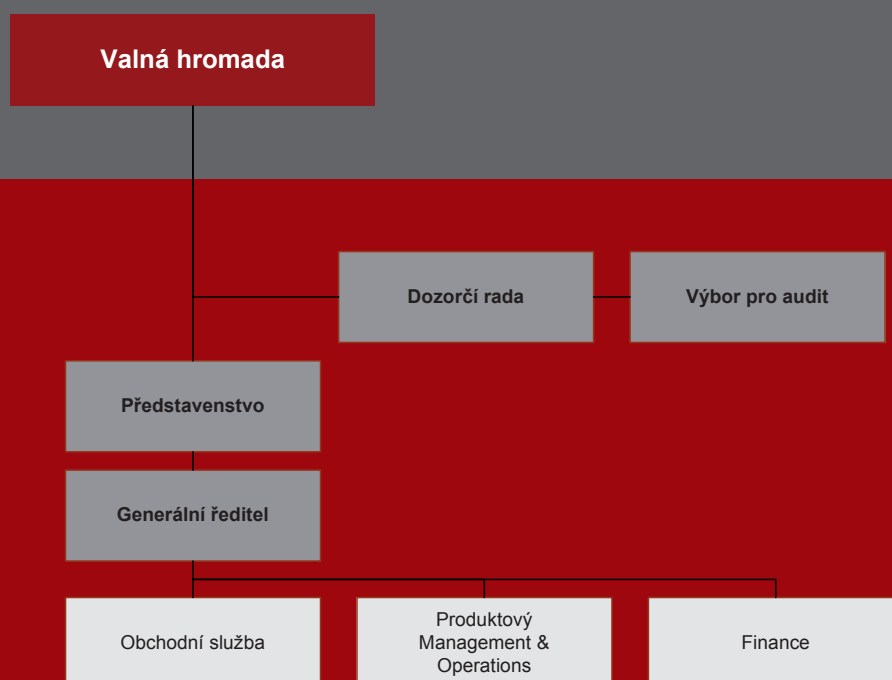 Valná hromada
Dozorčí rada
Výbor pro audit
Představenstvo
Generální ředitel
Obchodní služba
Produktový
Management &
Operations
Finance